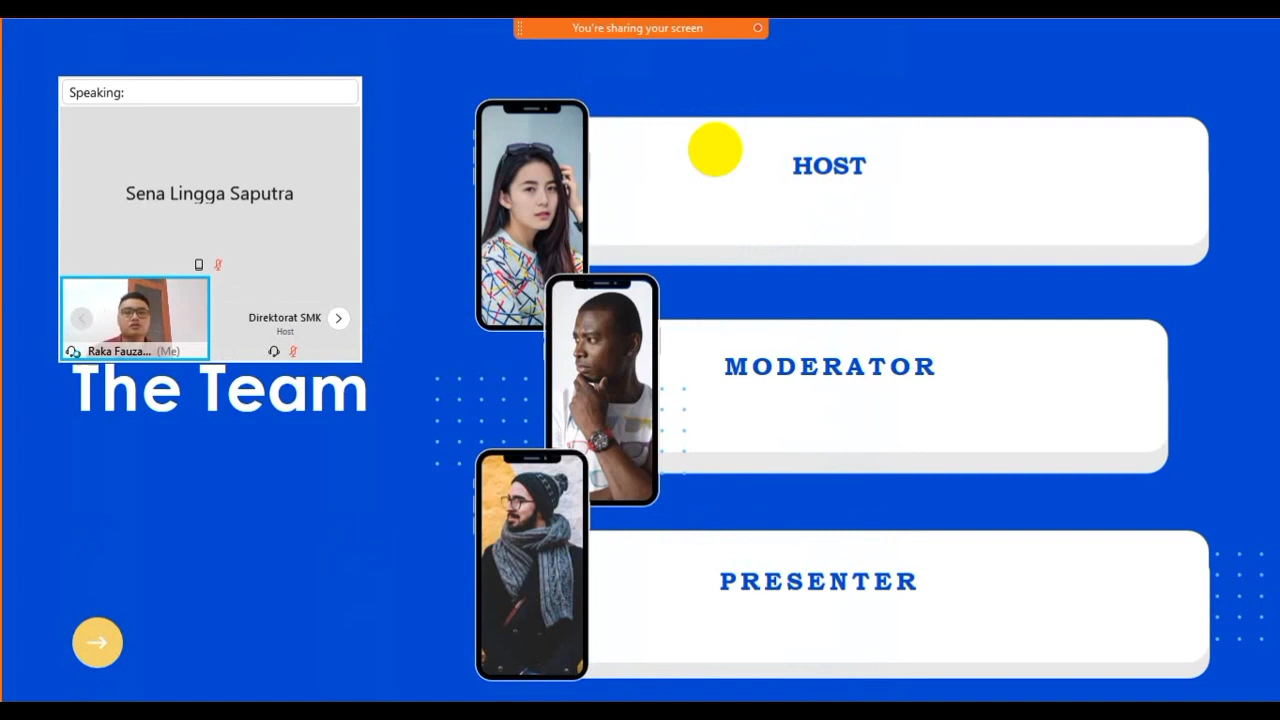 You're sharing your screen
Speaking:
Sena Lingga Saputra
Direktorat SMK
Host
Raka Fauza... (Me)
The Team
HOST
MODERATOR
PRESENTER